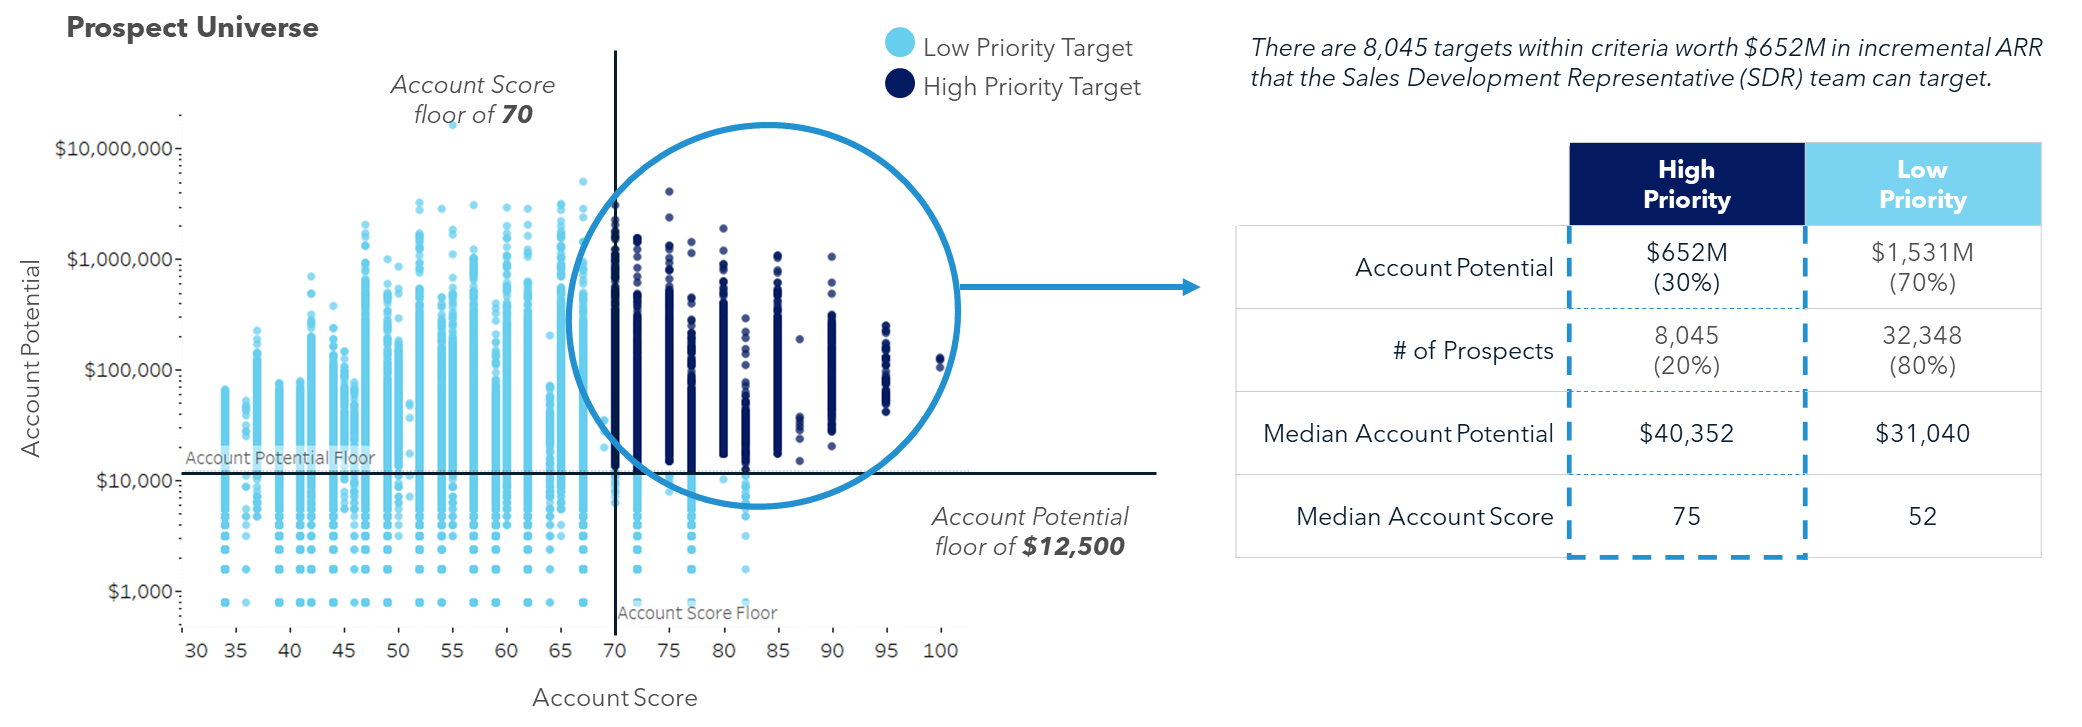 Prospect Universe
Low Priority Target
High Priority Target
Account Score
floor of 70
There are 8,045 targets within criteria worth $652M in incremental ARR
that the Sales Development Representative (SDR) team can target.
Account Potential
$10,000,000
$1,000,000
$100,000
$10,000
$1,000
Account Potential Floor
Account Score Floor
Account Potential
floor of $12,500
30 35 40 45 50 55 60 65 70 75 80 85 90 95 100
Account Score
High
Priority
Low
Priority
Account Potential
$652M
(30%)
$1,531M
(70%)
# of Prospects
8,045
(20%)
32,348
(80%)
Median Account Potential
$40,352
$31,040
Median Account Score
75
52